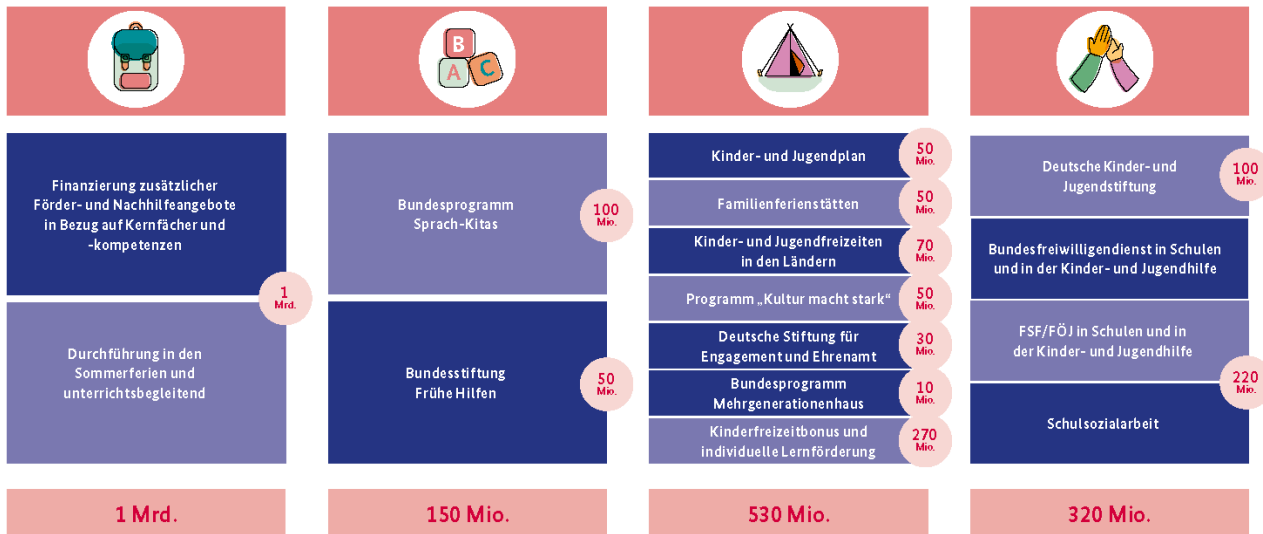 B
A
C
Finanzierung zusätzlicher
Förder- und Nachhilfeangebote
in Bezug auf Kernfächer und
-kompetenzen
1
Mrd.
Durchführung in den
Sommerferien und
unterrichtsbegleitend
1 Mrd.
Bundesprogramm
Sprach-Kitas
100
Mio.
Bundesstiftung
Frühe Hilfen
50
Mio.
150 Mio.
Kinder- und Jugendplan
50
Mio.
Familienferienstätten
50
Mio.
Kinder- und Jugendfreizeiten
in den Ländern
70
Mio.
Programm „Kultur macht stark“
50
Mio.
Deutsche Stiftung für
Engagement und Ehrenamt
30
Mio.
Bundesprogramm
Mehrgenerationenhaus
10
Mio.
Kinderfreizeitbonus und
individuelle Lernförderung
270
Mio.
530 Mio.
Deutsche Kinder- und
Jugendstiftung
100
Mio.
Bundesfreiwilligendienst in Schulen
und in der Kinder- und Jugendhilfe
FSF/FÖJ in Schulen und in
der Kinder- und Jugendhilfe
220
Mio.
Schulsozialarbeit
320 Mio.